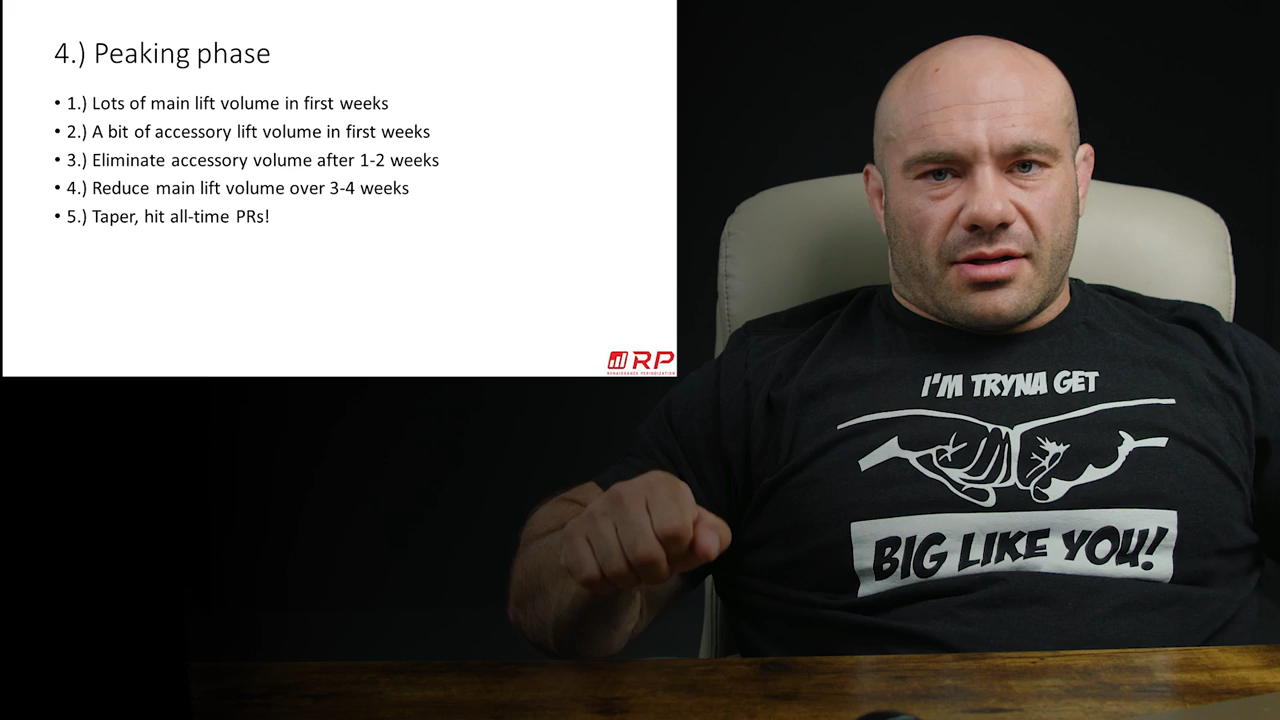 4.) Peaking phase
• 1.) Lots of main lift volume in first weeks
• 2.) A bit of accessory lift volume in first weeks
• 3.) Eliminate accessory volume after 1-2 weeks
• 4.) Reduce main lift volume over 3-4 weeks
• 5.) Taper, hit all-time PRs!
RP
RENAISSANCE PERIODIZATION
I'M TRYNA GET
BIG LIKE YOU!